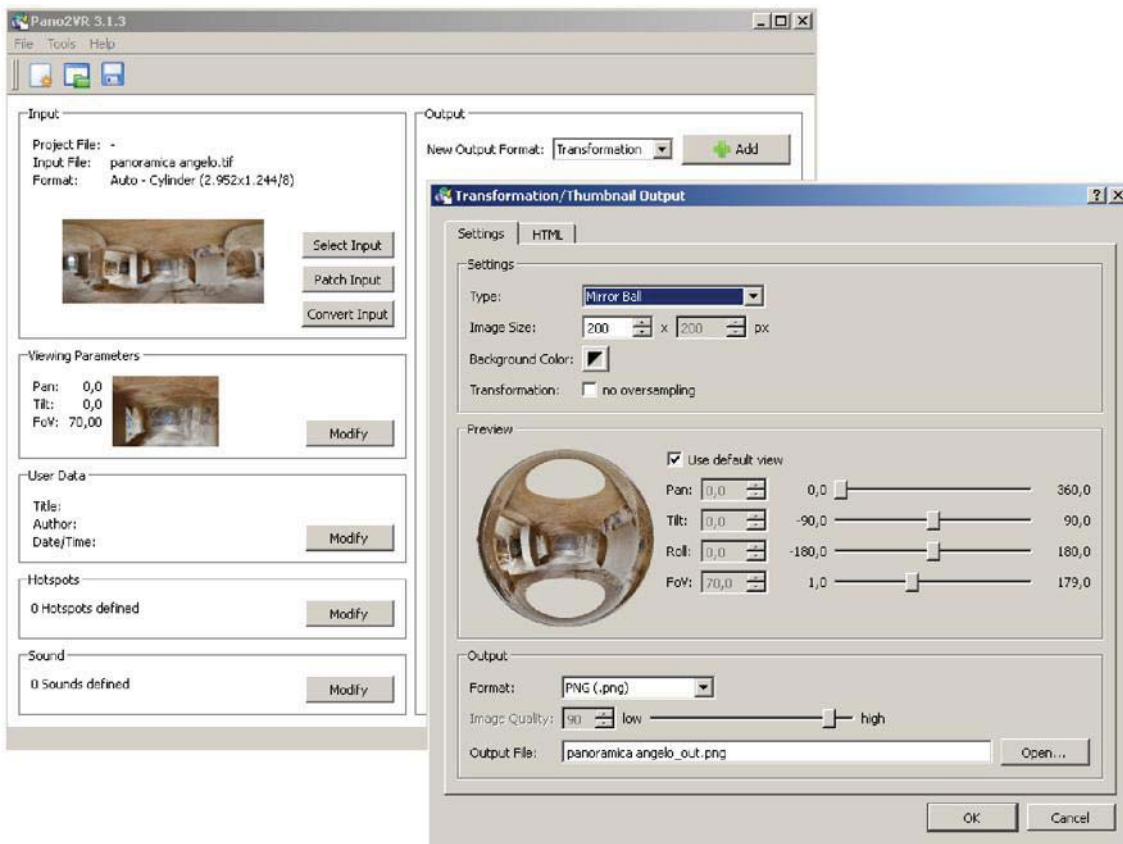 Pano2VR 3.1.3
File Tools Help
Input
Project File: -
Input File: panoramica angelo.tif
Format: Auto - Cylinder (2.952x1.244/8)
Select Input
Patch Input
Convert Input
Viewing Parameters
Pan: 0,0
Tilt: 0,0
FoV: 70,00
Modify
User Data
Title:
Author:
Date/Time:
Modify
Hotspots
0 Hotspots defined
Modify
Sound
0 Sounds defined
Modify
Output
New Output Format: Transformation Add
Transformation/Thumbnail Output
Settings HTML
Settings
Type: Mirror Ball
Image Size: 200 x 200 px
Background Color:
Transformation: no oversampling
Preview
Use default view
Pan: 0,0 0,0 360,0
Tilt: 0,0 -90,0 90,0
Roll: 0,0 -180,0 180,0
FoV: 70,0 1,0 179,0
Output
Format: PNG (.png)
Image Quality: 90 low high
Output File: panoramica angelo_out.png Open...
OK Cancel